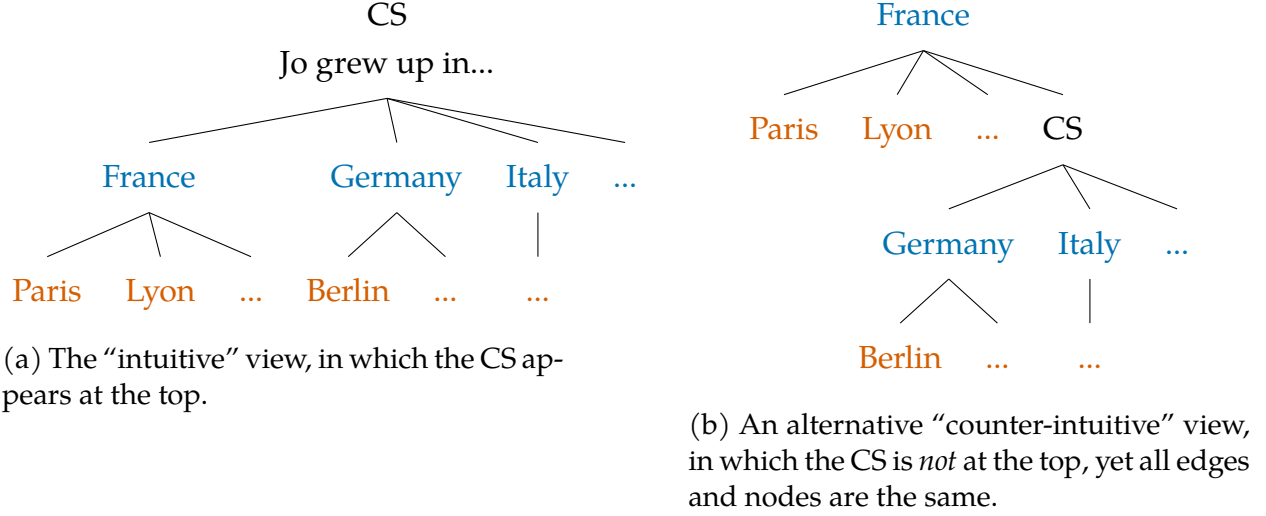 CS
Jo grew up in...
France Germany Italy ...
Paris Lyon ... Berlin ... ...
(a) The “intuitive” view, in which the CS ap-
pears at the top.
France
Paris Lyon ... CS
Germany Italy ...
Berlin ... ...
(b) An alternative “counter-intuitive” view,
in which the CS is not at the top, yet all edges
and nodes are the same.